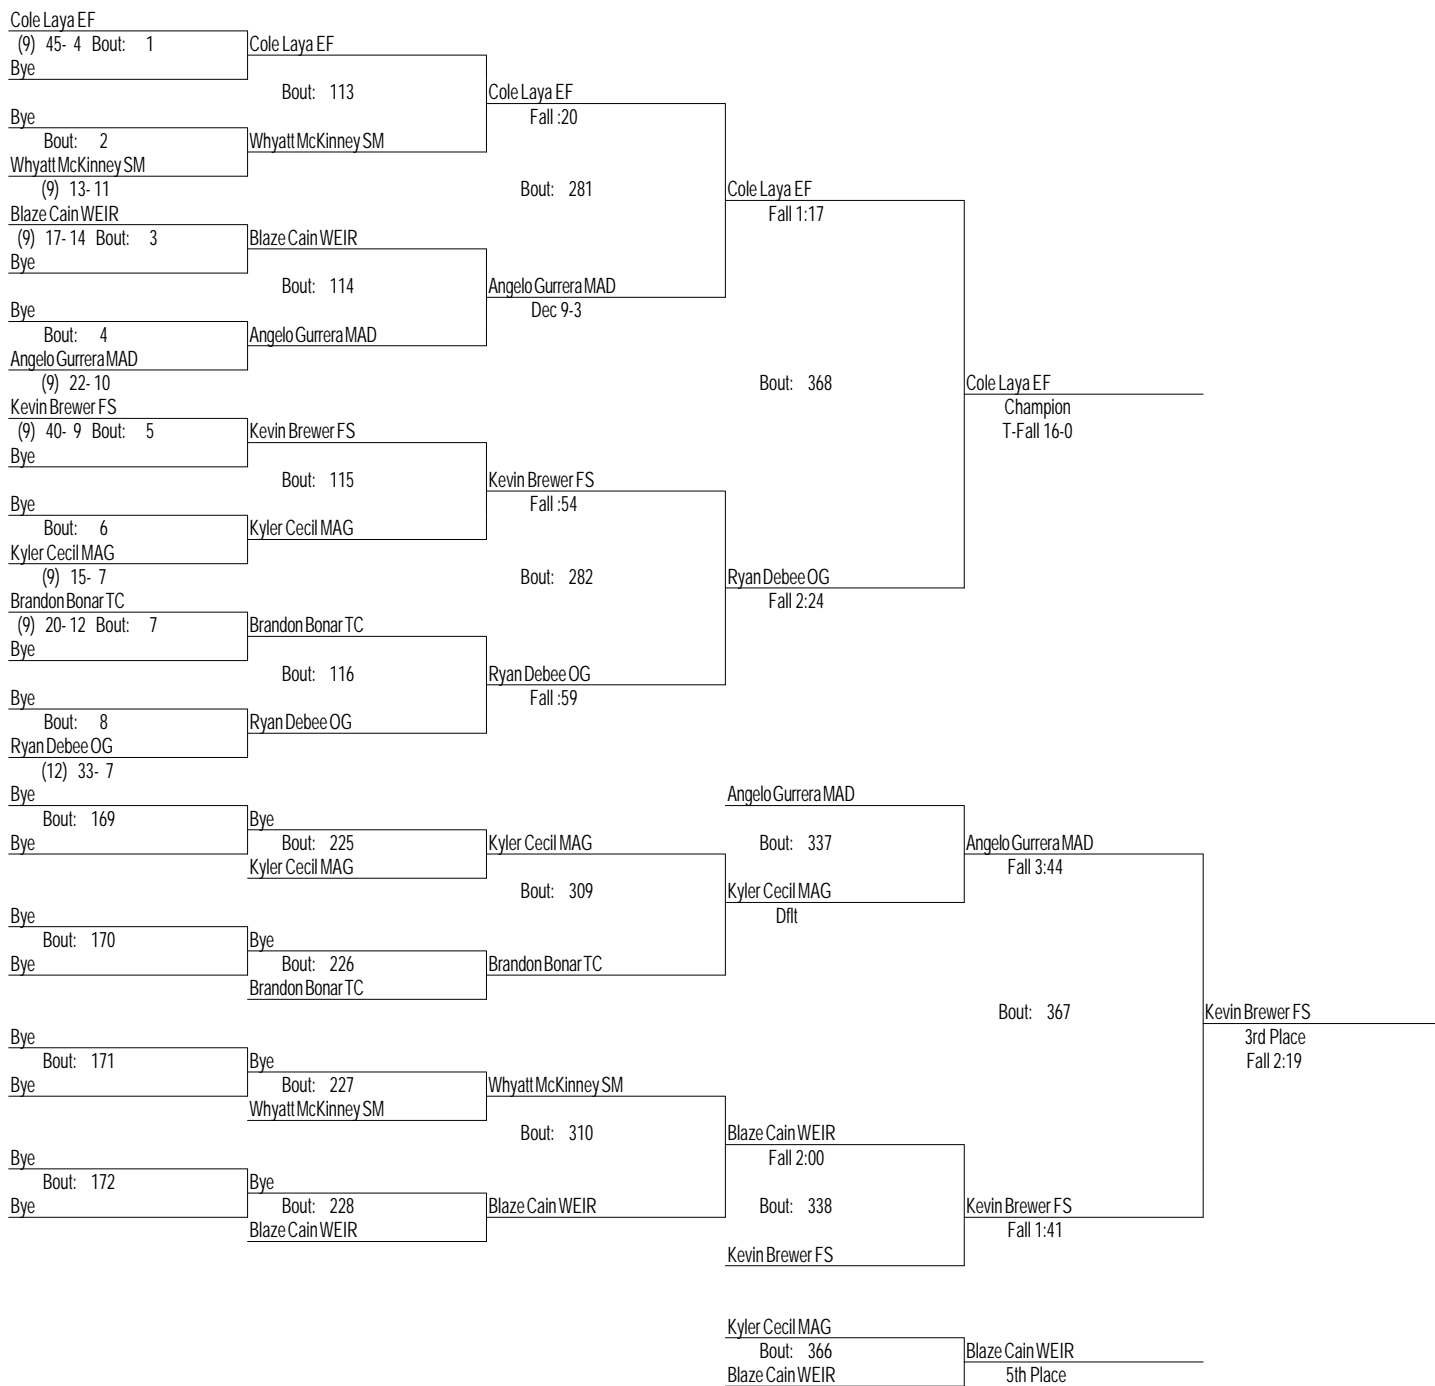 Cole Laya EF
(9) 45- 4 Bout: 1
Cole Laya EF
Bye
Bout: 113
Cole Laya EF
Bye
Fall :20
Bout: 2
Whyatt McKinney SM
Whyatt McKinney SM
(9) 13- 11
Bout: 281
Cole Laya EF
Blaze Cain WEIR
Fall 1:17
(9) 17- 14 Bout: 3
Blaze Cain WEIR
Bye
Bout: 114
Angelo Gurrera MAD
Bye
Dec 9-3
Bout: 4
Angelo Gurrera MAD
Angelo Gurrera MAD
(9) 22- 10
Bout: 368
Cole Laya EF
Kevin Brewer FS
Champion
(9) 40- 9 Bout: 5
Kevin Brewer FS
T-Fall 16-0
Bye
Bout: 115
Kevin Brewer FS
Bye
Fall :54
Bout: 6
Kyler Cecil MAG
Kyler Cecil MAG
(9) 15- 7
Bout: 282
Ryan Debee OG
Brandon Bonar TC
Fall 2:24
(9) 20- 12 Bout: 7
Brandon Bonar TC
Bye
Bout: 116
Ryan Debee OG
Bye
Fall :59
Bout: 8
Ryan Debee OG
Ryan Debee OG
(12) 33- 7
Bye
Angelo Gurrera MAD
Bout: 169
Bye
Bye
Bout: 225
Kyler Cecil MAG
Bout: 337
Angelo Gurrera MAD
Kyler Cecil MAG
Fall 3:44
Bout: 309
Kyler Cecil MAG
Bye
Dflt
Bout: 170
Bye
Bye
Bout: 226
Brandon Bonar TC
Brandon Bonar TC
Bout: 367
Kevin Brewer FS
Bye
3rd Place
Bout: 171
Bye
Fall 2:19
Bye
Bout: 227
Whyatt McKinney SM
Whyatt McKinney SM
Bout: 310
Blaze Cain WEIR
Bye
Fall 2:00
Bout: 172
Bye
Bye
Bout: 228
Blaze Cain WEIR
Bout: 338
Kevin Brewer FS
Blaze Cain WEIR
Fall 1:41
Kevin Brewer FS
Kyler Cecil MAG
Bout: 366
Blaze Cain WEIR
Blaze Cain WEIR
5th Place